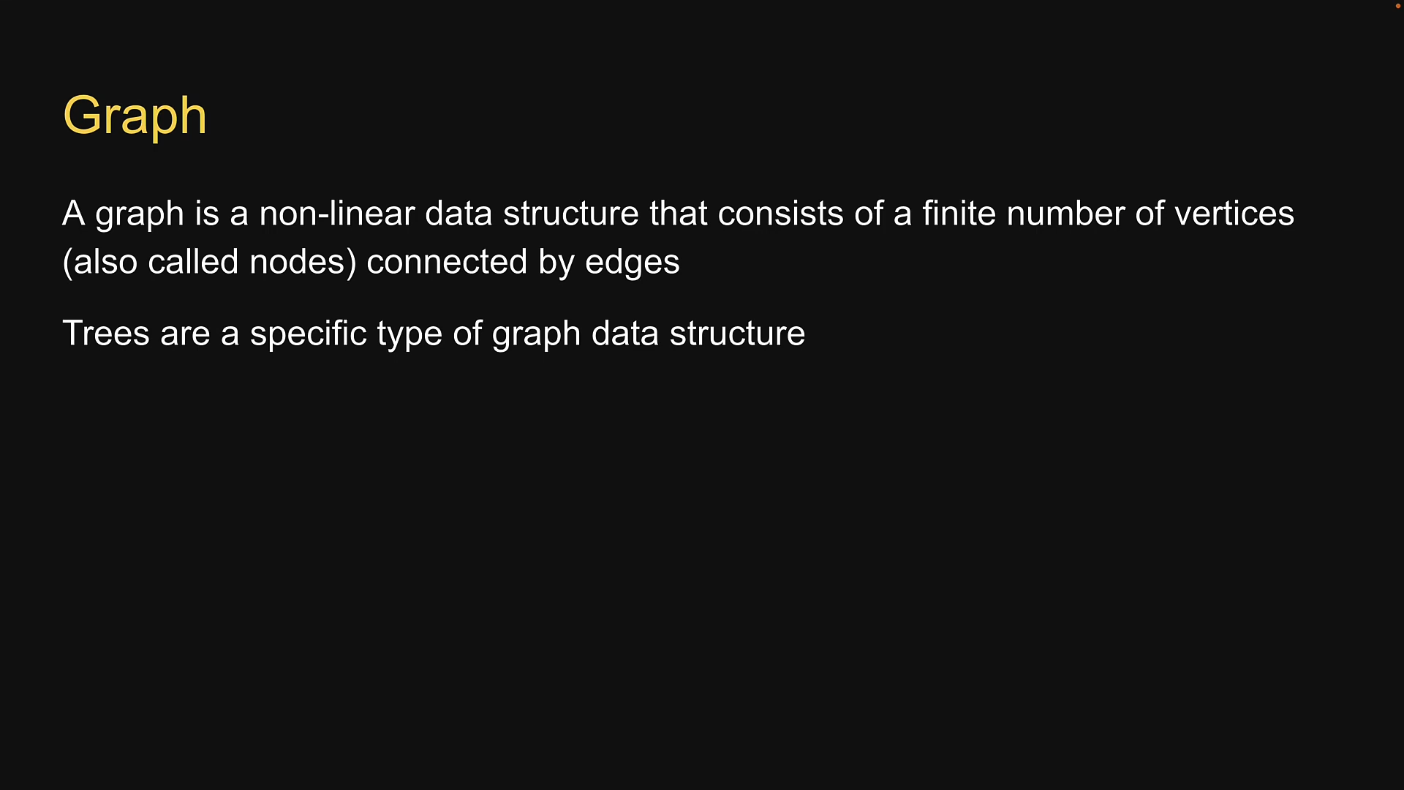 Graph
A graph is a non-linear data structure that consists of a finite number of vertices
(also called nodes) connected by edges
Trees are a specific type of graph data structure